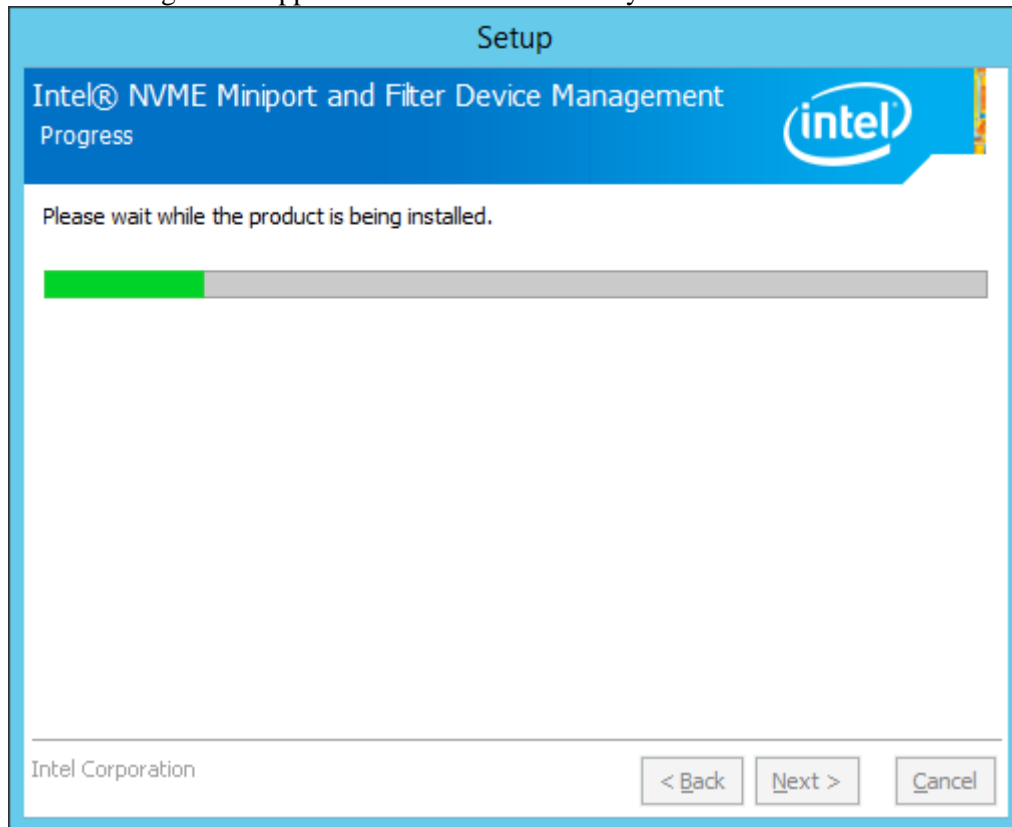 Setup
Intel® NVME Miniport and Filter Device Management
Progress
intel
Please wait while the product is being installed.
Intel Corporation
< Back Next > Cancel